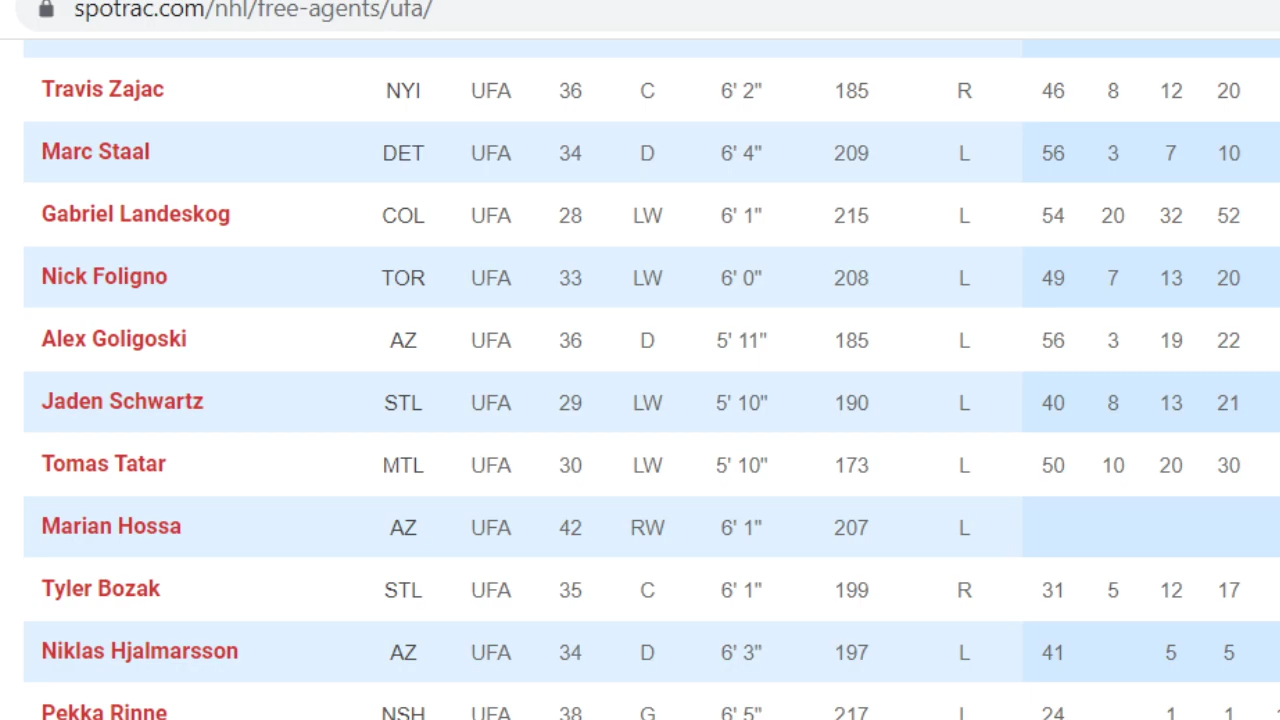 spotrac.com/nhl/free-agents/ufa/
Travis Zajac NYI UFA 36 C 6' 2" 185 R 46 8 12 20
Marc Staal DET UFA 34 D 6' 4" 209 L 56 3 7 10
Gabriel Landeskog COL UFA 28 LW 6' 1" 215 L 54 20 32 52
Nick Foligno TOR UFA 33 LW 6' 0" 208 L 49 7 13 20
Alex Goligoski AZ UFA 36 D 5' 11" 185 L 56 3 19 22
Jaden Schwartz STL UFA 29 LW 5' 10" 190 L 40 8 13 21
Tomas Tatar MTL UFA 30 LW 5' 10" 173 L 50 10 20 30
Marian Hossa AZ UFA 42 RW 6' 1" 207 L
Tyler Bozak STL UFA 35 C 6' 1" 199 R 31 5 12 17
Niklas Hjalmarsson AZ UFA 34 D 6' 3" 197 L 41 5 5
Pekka Rinne NSH UFA 38 G 6' 5" 217 L 24 1 1